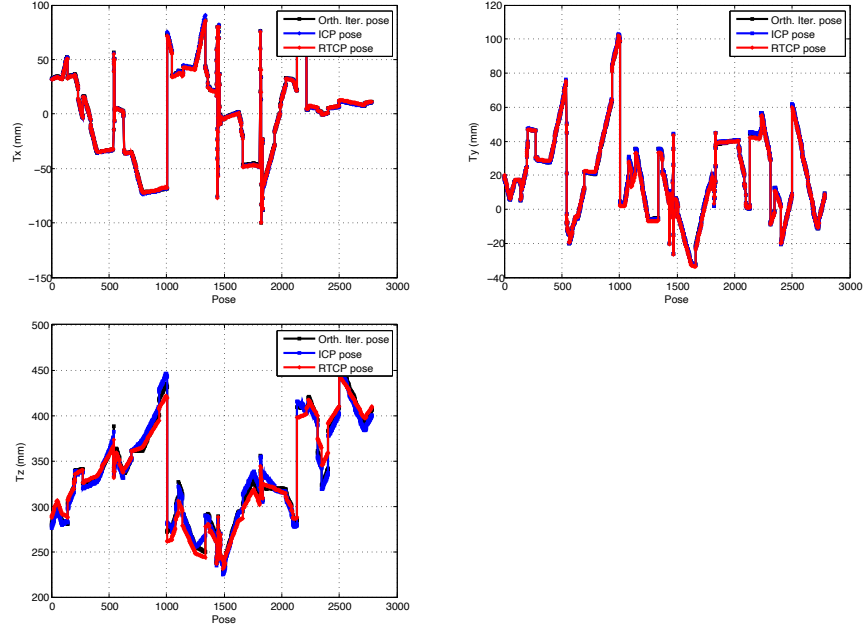 100
50
0
−50
−100
−150
Tx (mm)
0 500 1000 1500 2000 2500 3000
Pose
Orth. Iter. pose
ICP pose
RTCP pose
120
100
80
60
40
20
0
−20
−40
Ty (mm)
0 500 1000 1500 2000 2500 3000
Pose
Orth. Iter. pose
ICP pose
RTCP pose
500
450
400
350
300
250
200
Tz (mm)
0 500 1000 1500 2000 2500 3000
Pose
Orth. Iter. pose
ICP pose
RTCP pose